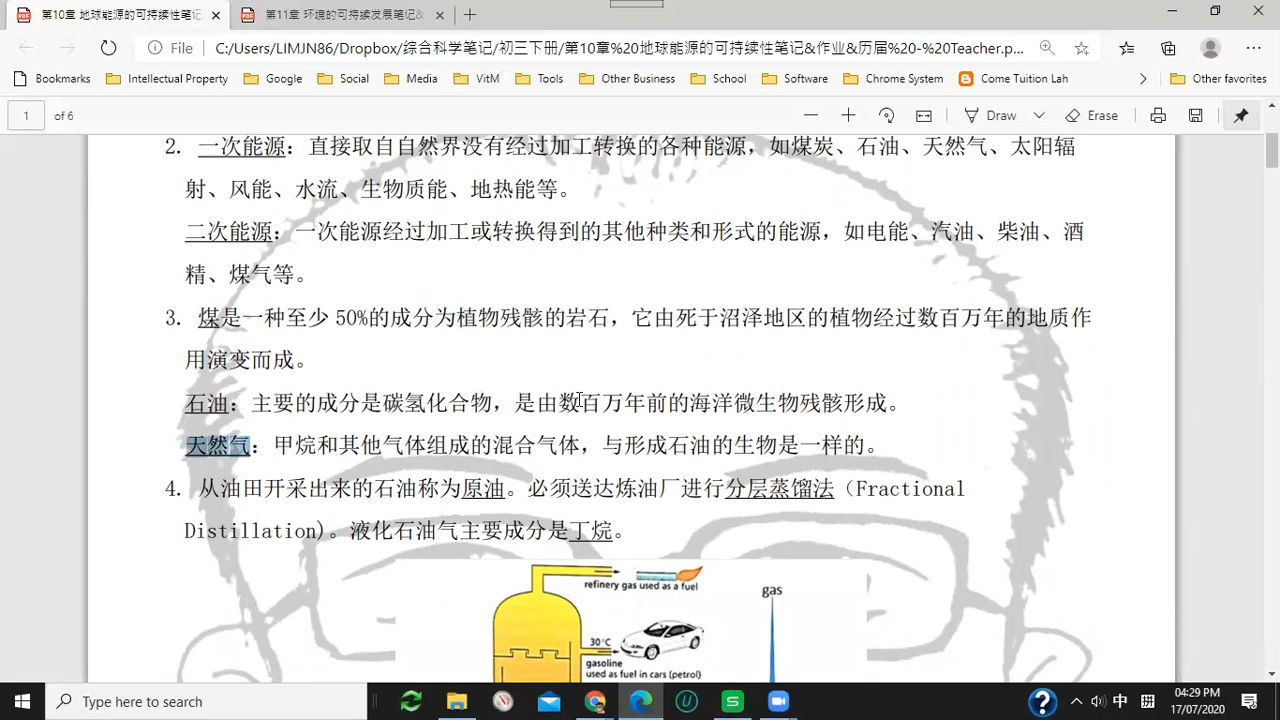 第10章 地球能源的可持续性笔记&
第11章 环境的可持续发展笔记&
File
C:/Users/LIMJN86/Dropbox/综合科学笔记/初三下册/第10章%20地球能源的可持续性笔记&作业&历届%20-%20Teacher.p...
Bookmarks Intellectual Property Google Social Media VitM Tools Other Business School Software Chrome System Come Tuition Lah Other favorites
1 of 6 Draw Erase
2. 一次能源：直接取自自然界没有经过加工转换的各种能源，如煤炭、石油、天然气、太阳辐
射、风能、水流、生物质能、地热能等。
二次能源：一次能源经过加工或转换得到的其他种类和形式的能源，如电能、汽油、柴油、酒
精、煤气等。
3. 煤是一种至少 50%的成分为植物残骸的岩石，它由死于沼泽地区的植物经过数百万年的地质作
用演变而成。
石油：主要的成分是碳氢化合物，是由数百万年前的海洋微生物残骸形成。
天然气：甲烷和其他气体组成的混合气体，与形成石油的生物是一样的。
4. 从油田开采出来的石油称为原油。必须送达炼油厂进行分层蒸馏法（Fractional
Distillation)。液化石油气主要成分是丁烷。
refinery gas used as a fuel
gas
30°C
gasoline
used as fuel in cars (petrol)
Type here to search
中 拼
04:29 PM
17/07/2020